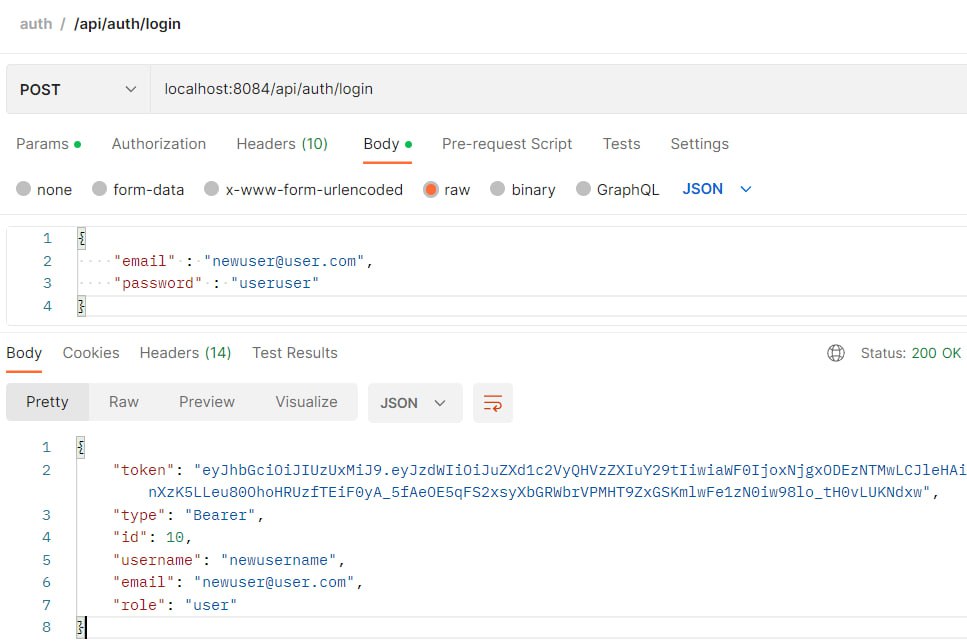 auth / /api/auth/login
POST localhost:8084/api/auth/login
Params Authorization Headers (10) Body Pre-request Script Tests Settings
none form-data x-www-form-urlencoded raw binary GraphQL JSON
1 {
2 "email" : "newuser@user.com",
3 "password" : "useruser"
4 }
Body Cookies Headers (14) Test Results Status: 200 OK
Pretty Raw Preview Visualize JSON
1 {
2 "token": "eyJhbGciOiJIUzUxMiJ9.eyJzdWIiOiJuZXd1c2VyQHVzZXIuY29tIiwiaWF0IjoxNjgxODEzNTMwLCJleHAi
nXzK5LLeu80OhoHRUzfTEiF0yA_5fAeOE5qFS2xsyXbGRWbrVPMHT9ZxGSKmlwFe1zN0iw98lo_tH0vLUKNdxw",
3 "type": "Bearer",
4 "id": 10,
5 "username": "newusername",
6 "email": "newuser@user.com",
7 "role": "user"
8 }